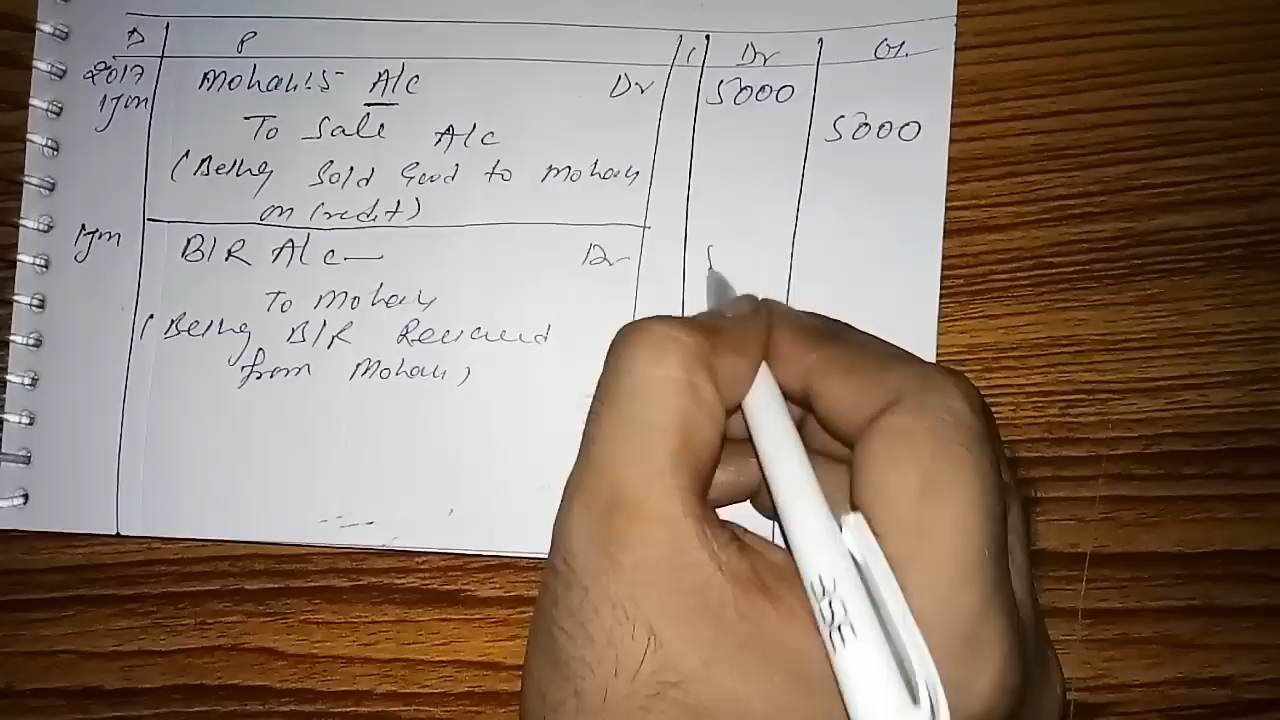 D P L Dr Cr.
2017 Mohan's A/c Dr 5000
1 Jan To Sale A/c 5000
(Being Sold Good to Mohan
on Credit)
1 Jan B/R A/c Dr
To Mohan
(Being B/R Received
from Mohan)